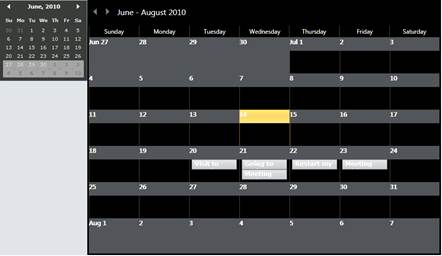 June, 2010
Su Mo Tu We Th Fr Sa
30 31 1 2 3 4 5
6 7 8 9 10 11 12
13 14 15 16 17 18 19
20 21 22 23 24 25 26
27 28 29 30 1 2 3
4 5 6 7 8 9 10
June - August 2010
Sunday Monday Tuesday Wednesday Thursday Friday Saturday
Jun 27 28 29 30 Jul 1 2 3
4 5 6 7 8 9 10
11 12 13 14 15 16 17
18 19 20 21 22 23 24
Visit to Going to Restart my Meeting
Meeting
25 26 27 28 29 30 31
Aug 1 2 3 4 5 6 7